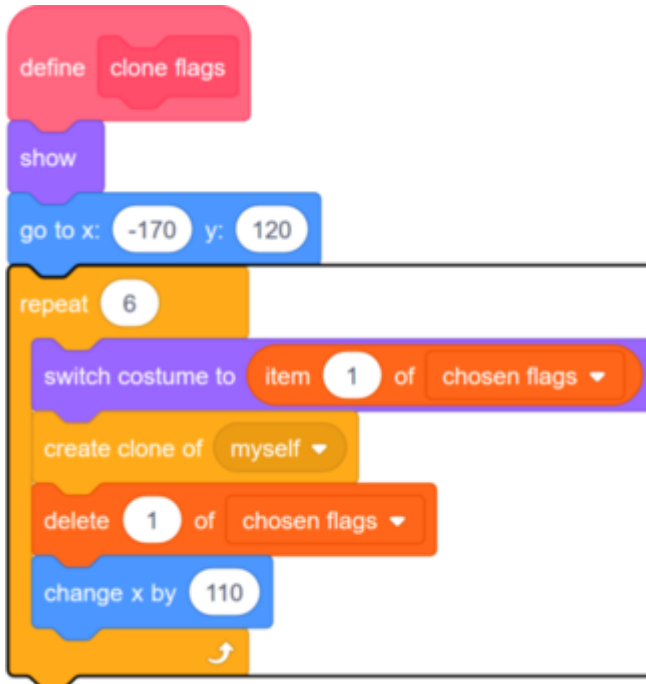 define clone flags
show
go to x: -170 y: 120
repeat 6
switch costume to item 1 of chosen flags
create clone of myself
delete 1 of chosen flags
change x by 110